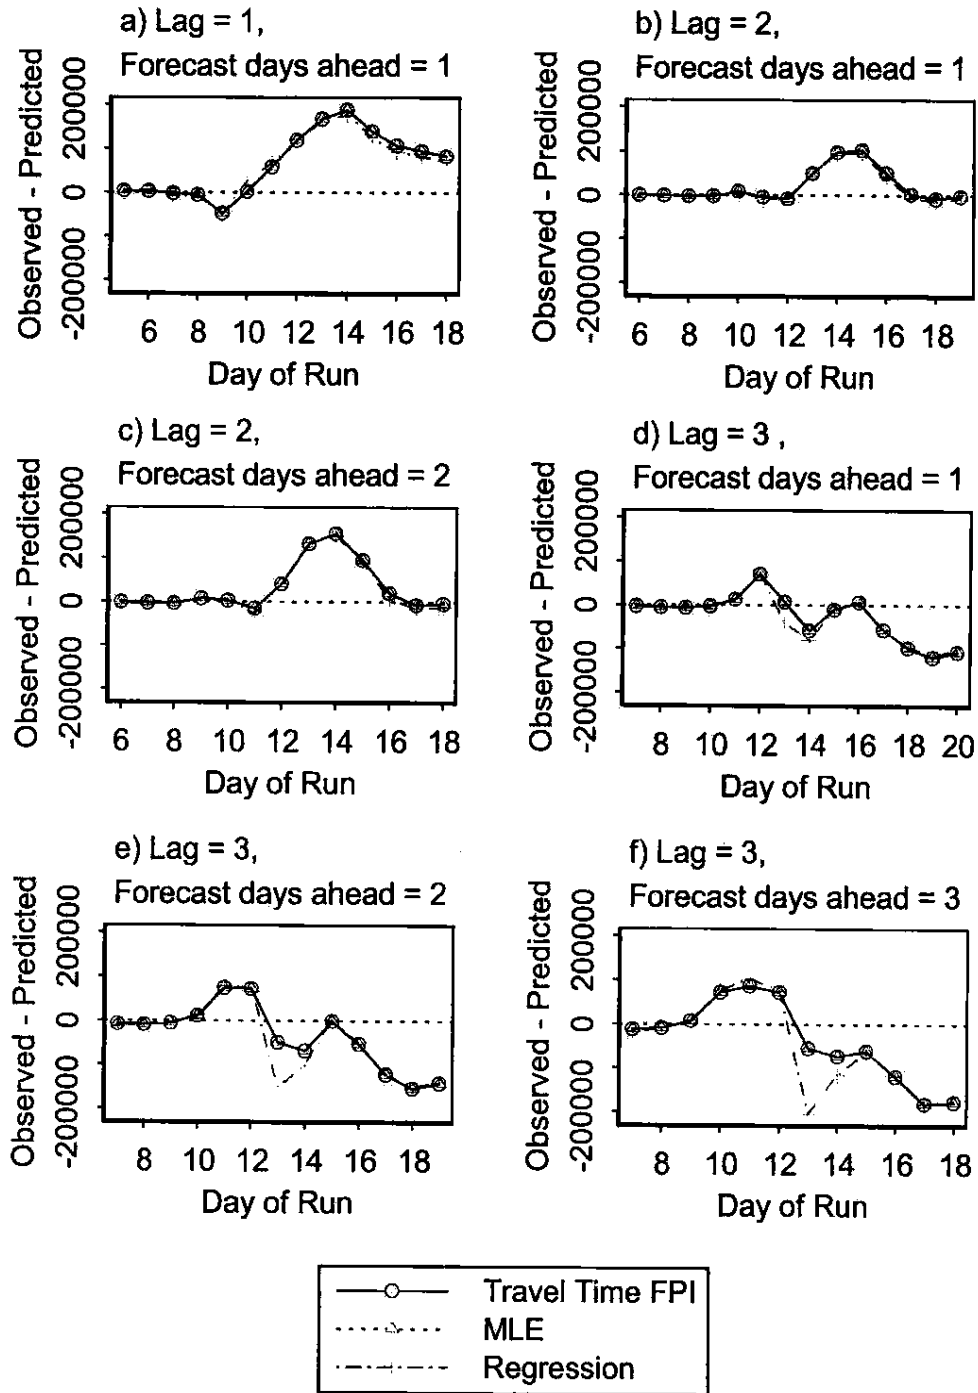 a) Lag = 1,
Forecast days ahead = 1
Observed - Predicted
200000
0
-200000
6 8 10 12 14 16 18
Day of Run
b) Lag = 2,
Forecast days ahead = 1
Observed - Predicted
200000
0
-200000
6 8 10 12 14 16 18
Day of Run
c) Lag = 2,
Forecast days ahead = 2
Observed - Predicted
200000
0
-200000
6 8 10 12 14 16 18
Day of Run
d) Lag = 3 ,
Forecast days ahead = 1
Observed - Predicted
200000
0
-200000
8 10 12 14 16 18 20
Day of Run
e) Lag = 3,
Forecast days ahead = 2
Observed - Predicted
200000
0
-200000
8 10 12 14 16 18
Day of Run
f) Lag = 3,
Forecast days ahead = 3
Observed - Predicted
200000
0
-200000
8 10 12 14 16 18
Day of Run
Travel Time FPI
MLE
Regression